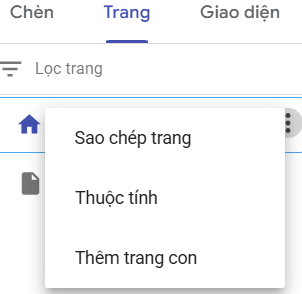 Chèn Trang Giao diện
Lọc trang
Sao chép trang
Thuộc tính
Thêm trang con